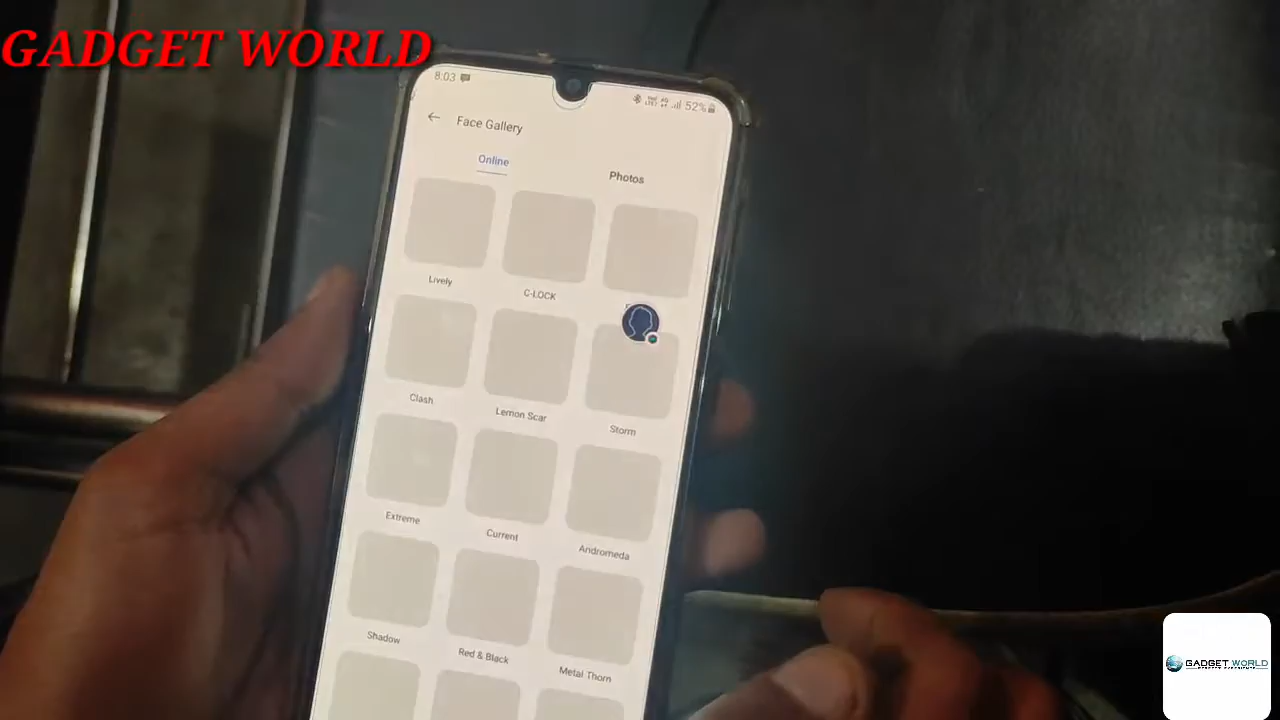 GADGET WORLD
8:03
52%
Face Gallery
Online
Photos
Lively
C-LOCK
Clash
Lemon Scar
Storm
Extreme
Current
Andromeda
Shadow
Red & Black
Metal Thorn
GADGET WORLD